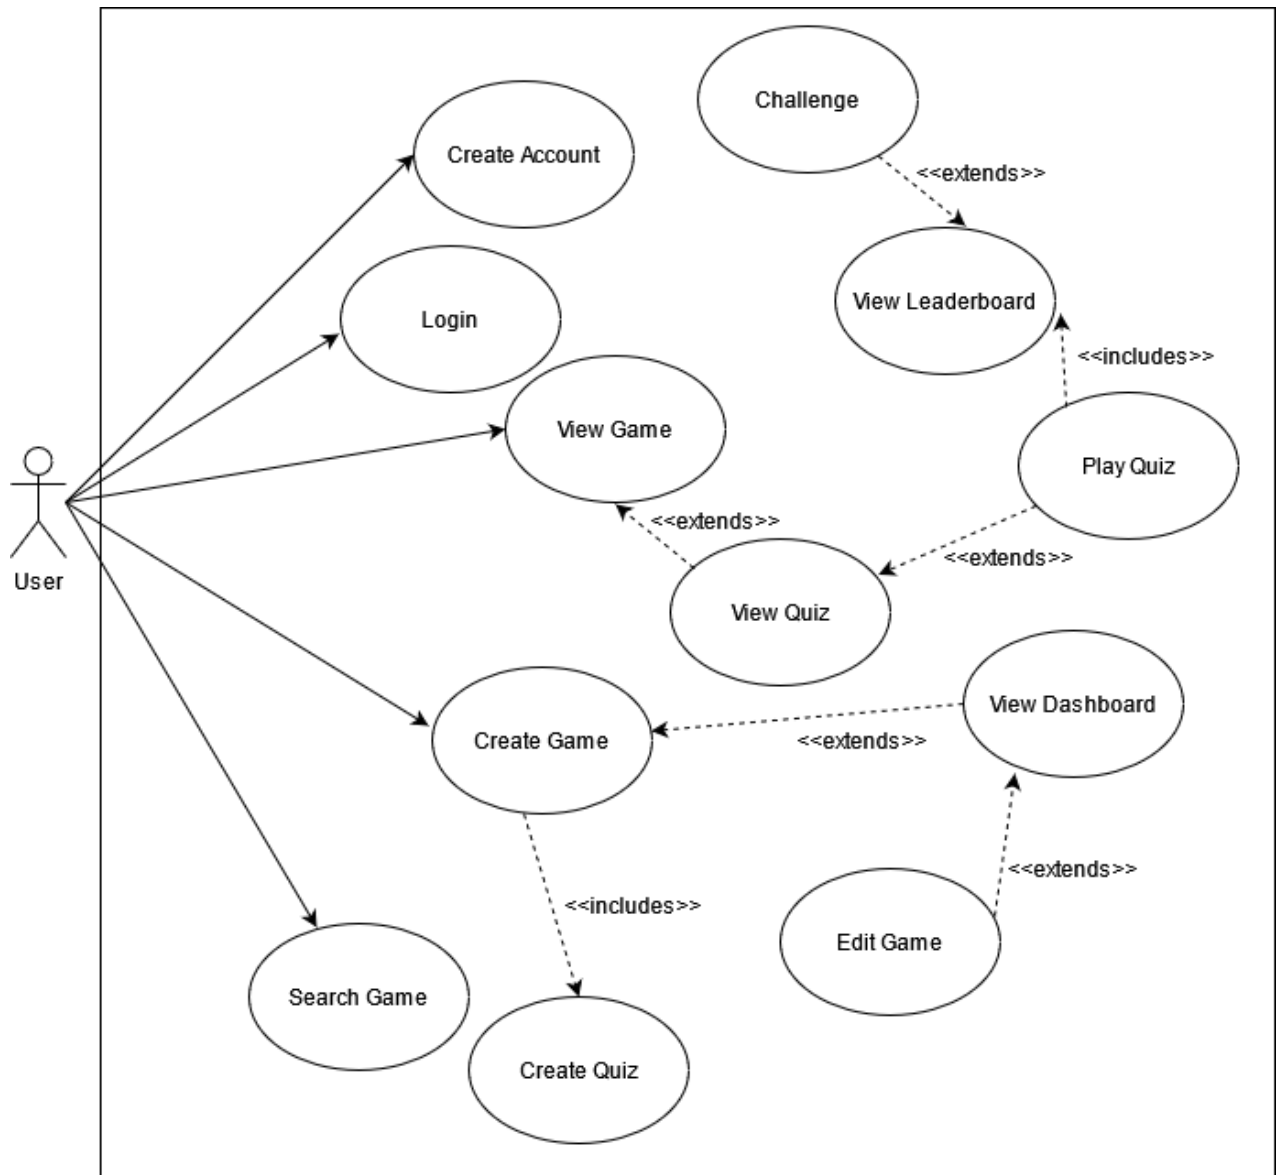 Challenge
Create Account
<<extends>>
View Leaderboard
Login
<<includes>>
View Game
Play Quiz
<<extends>>
<<extends>>
User
View Quiz
View Dashboard
Create Game
<<extends>>
<<extends>>
<<includes>>
Edit Game
Search Game
Create Quiz